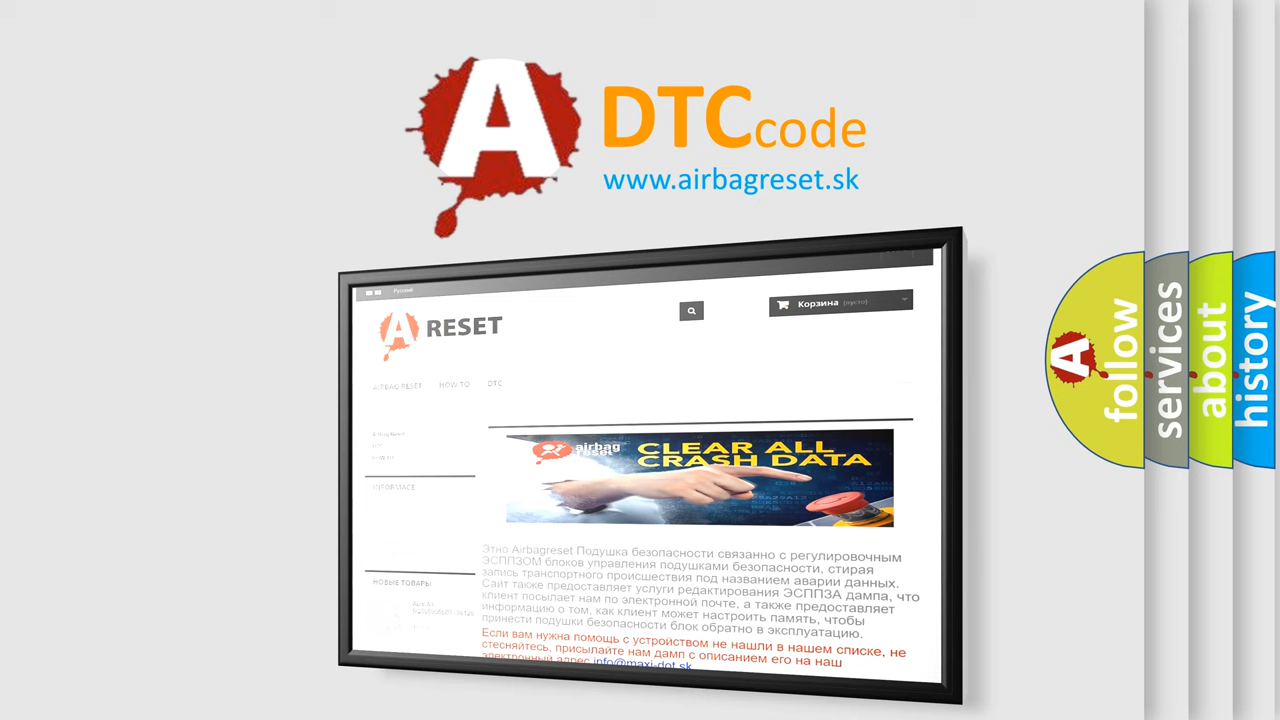 A DTCcode
www.airbagreset.sk
Русский
Корзина (пусто)
A RESET
AIRBAG RESET HOW TO DTC
Airbag Reset
HOW TO
INFORMACE
airbag
reset
CLEAR ALL
CRASH DATA
Этно Airbagreset Подушка безопасности связанно с регулировочным
ЭСППЗОМ блоков управления подушками безопасности, стирая
запись транспортного происшествия под названием аварии данных.
Сайт также предоставляет услуги редактирования ЭСППЗА дампа, что
клиент посылает нам по электронной почте, а также предоставляет
информацию о том, как клиент может настроить память, чтобы
принести подушки безопасности блок обратно в эксплуатацию.
Если вам нужна помощь с устройством не нашли в нашем списке, не
стесняйтесь, присылайте нам дамп с описанием его на наш
электронный адрес info@maxi-dot.sk
НОВЫЕ ТОВАРЫ
A
follow
services
about
history